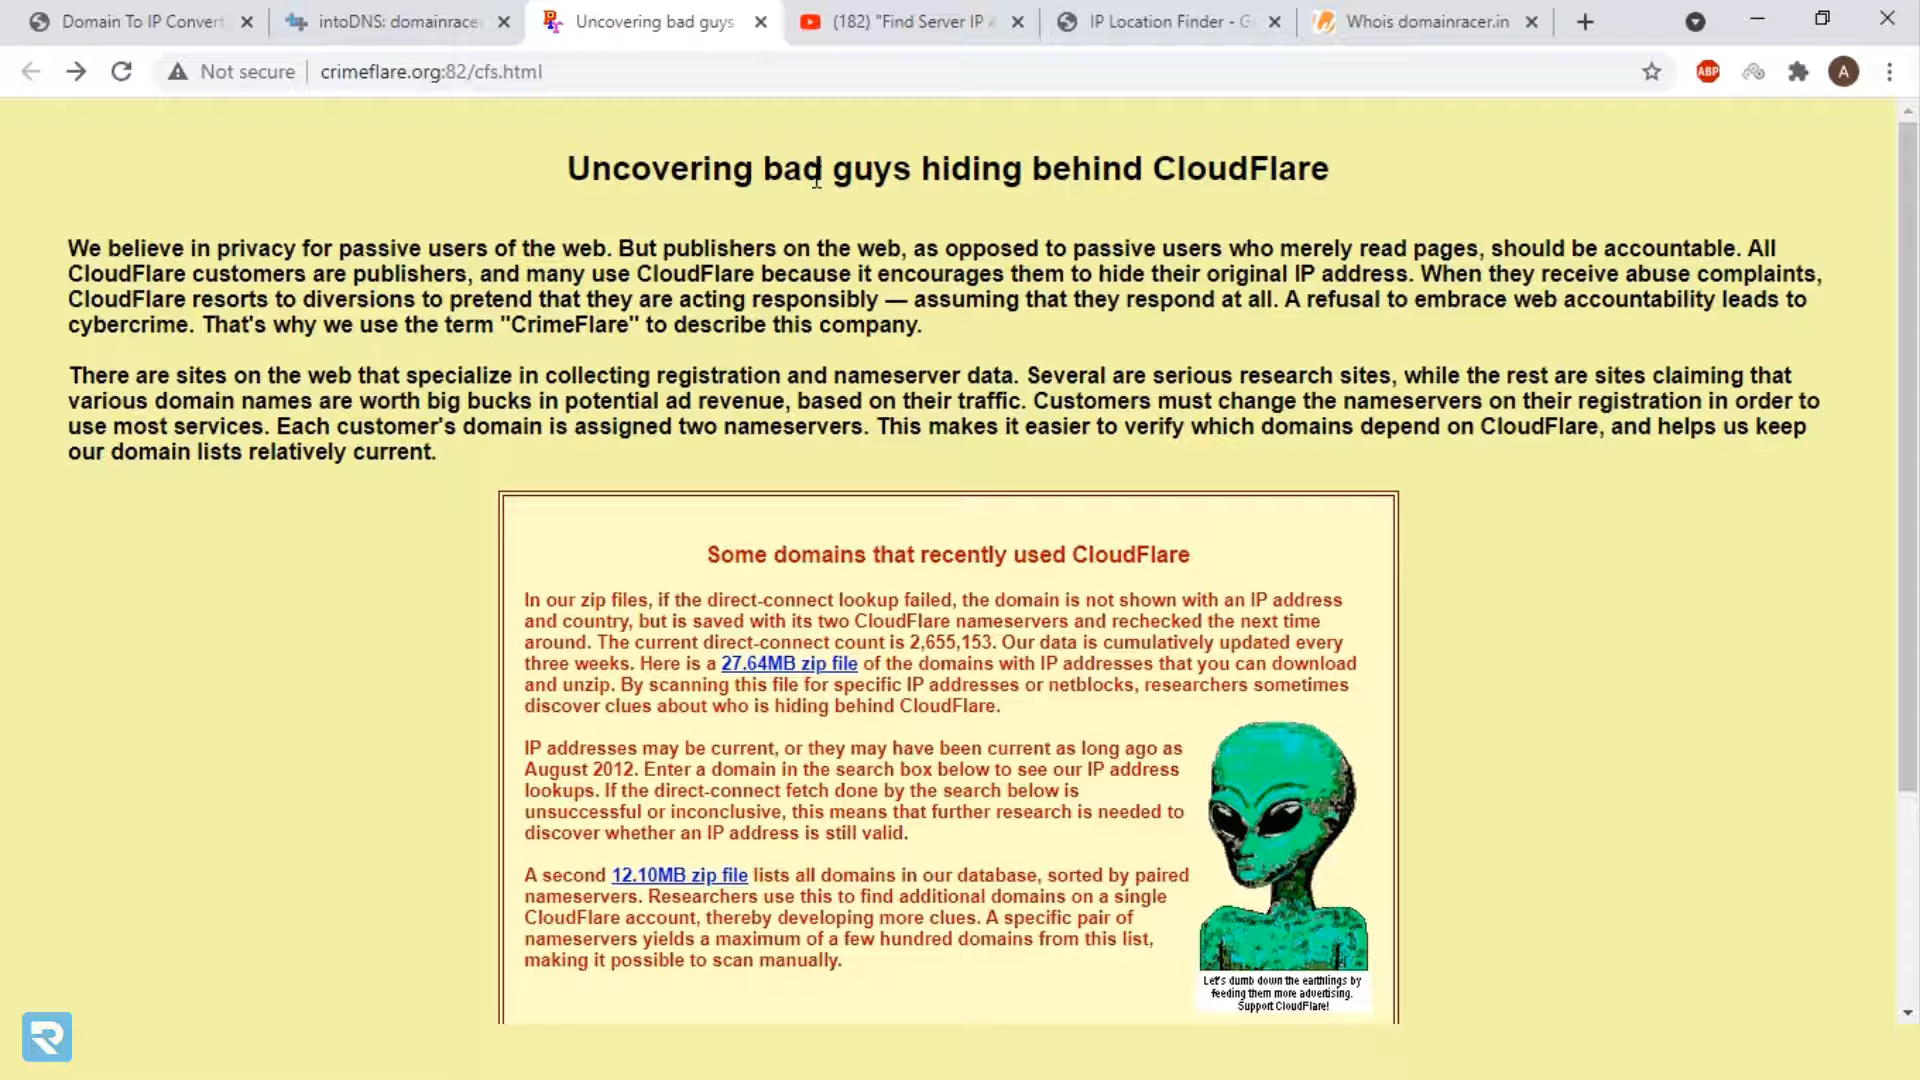 Domain To IP Convert
intoDNS: domainrace
Uncovering bad guys
(182) "Find Server IP A
IP Location Finder - G
Whois domainracer.in
Not secure
crimeflare.org:82/cfs.html
ABP
A
Uncovering bad guys hiding behind CloudFlare
We believe in privacy for passive users of the web. But publishers on the web, as opposed to passive users who merely read pages, should be accountable. All
CloudFlare customers are publishers, and many use CloudFlare because it encourages them to hide their original IP address. When they receive abuse complaints,
CloudFlare resorts to diversions to pretend that they are acting responsibly — assuming that they respond at all. A refusal to embrace web accountability leads to
cybercrime. That's why we use the term "CrimeFlare" to describe this company.
There are sites on the web that specialize in collecting registration and nameserver data. Several are serious research sites, while the rest are sites claiming that
various domain names are worth big bucks in potential ad revenue, based on their traffic. Customers must change the nameservers on their registration in order to
use most services. Each customer's domain is assigned two nameservers. This makes it easier to verify which domains depend on CloudFlare, and helps us keep
our domain lists relatively current.
Some domains that recently used CloudFlare
In our zip files, if the direct-connect lookup failed, the domain is not shown with an IP address
and country, but is saved with its two CloudFlare nameservers and rechecked the next time
around. The current direct-connect count is 2,655,153. Our data is cumulatively updated every
three weeks. Here is a 27.64MB zip file of the domains with IP addresses that you can download
and unzip. By scanning this file for specific IP addresses or netblocks, researchers sometimes
discover clues about who is hiding behind CloudFlare.
IP addresses may be current, or they may have been current as long ago as
August 2012. Enter a domain in the search box below to see our IP address
lookups. If the direct-connect fetch done by the search below is
unsuccessful or inconclusive, this means that further research is needed to
discover whether an IP address is still valid.
A second 12.10MB zip file lists all domains in our database, sorted by paired
nameservers. Researchers use this to find additional domains on a single
CloudFlare account, thereby developing more clues. A specific pair of
nameservers yields a maximum of a few hundred domains from this list,
making it possible to scan manually.
Let's dumb down the earthlings by
feeding them more advertising.
Support CloudFlare!